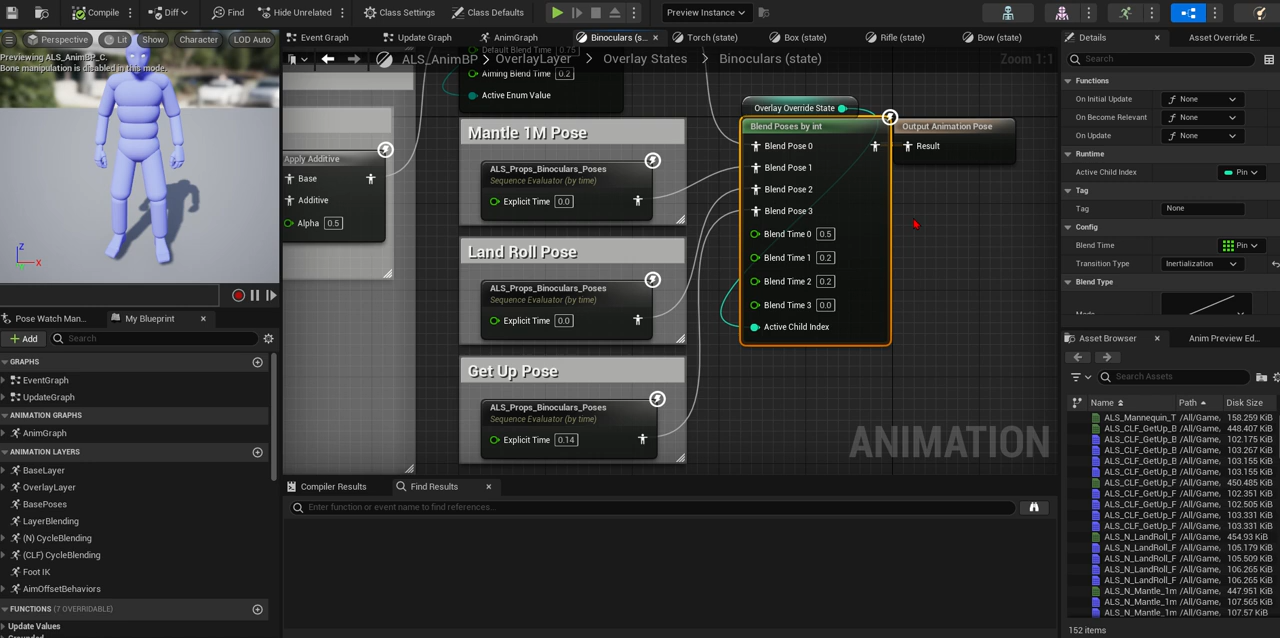 Compile
Diff
Find
Hide Unrelated
Class Settings
Class Defaults
Preview Instance
Perspective
Lit
Show
Character
LOD Auto
Previewing ALS_AnimBP_C.
Bone manipulation is disabled in this mode.
Z
X
Event Graph
Update Graph
AnimGraph
Binoculars (s...
Torch (state)
Box (state)
Rifle (state)
Bow (state)
ALS_AnimBP
OverlayLayer
Overlay States
Binoculars (state)
Zoom 1:1
Default Blend Time 0.75
Aiming Blend Time 0.2
Active Enum Value
Apply Additive
Base
Additive
Alpha 0.5
Mantle 1M Pose
ALS_Props_Binoculars_Poses
Sequence Evaluator (by time)
Explicit Time 0.0
Land Roll Pose
ALS_Props_Binoculars_Poses
Sequence Evaluator (by time)
Explicit Time 0.0
Get Up Pose
ALS_Props_Binoculars_Poses
Sequence Evaluator (by time)
Explicit Time 0.14
Overlay Override State
Blend Poses by int
Blend Pose 0
Blend Pose 1
Blend Pose 2
Blend Pose 3
Blend Time 0 0.5
Blend Time 1 0.2
Blend Time 2 0.2
Blend Time 3 0.0
Active Child Index
Output Animation Pose
Result
ANIMATION
Pose Watch Man...
My Blueprint
Add
Search
GRAPHS
EventGraph
UpdateGraph
ANIMATION GRAPHS
AnimGraph
ANIMATION LAYERS
BaseLayer
OverlayLayer
BasePoses
LayerBlending
(N) CycleBlending
(CLF) CycleBlending
Foot IK
AimOffsetBehaviors
FUNCTIONS (7 OVERRIDABLE)
Update Values
Grounded
Compiler Results
Find Results
Enter function or event name to find references...
Details
Asset Override E...
Search
Functions
On Initial Update
None
On Become Relevant
None
On Update
None
Runtime
Active Child Index
Pin
Tag
Tag
None
Config
Blend Time
Pin
Transition Type
Inertialization
Blend Type
Mode
Asset Browser
Anim Preview Ed...
Search Assets
Name Path Disk Size
ALS_Mannequin_T /All/Game, 158.259 KiB
ALS_CLF_GetUp_B /All/Game, 448.407 KiB
ALS_CLF_GetUp_B /All/Game, 102.175 KiB
ALS_CLF_GetUp_B /All/Game, 103.267 KiB
ALS_CLF_GetUp_B /All/Game, 103.155 KiB
ALS_CLF_GetUp_B /All/Game, 103.155 KiB
ALS_CLF_GetUp_F /All/Game, 450.485 KiB
ALS_CLF_GetUp_F /All/Game, 102.351 KiB
ALS_CLF_GetUp_F /All/Game, 102.505 KiB
ALS_CLF_GetUp_F /All/Game, 103.331 KiB
ALS_CLF_GetUp_F /All/Game, 103.331 KiB
ALS_N_LandRoll_F /All/Game, 454.93 KiB
ALS_N_LandRoll_F /All/Game, 105.179 KiB
ALS_N_LandRoll_F /All/Game, 105.509 KiB
ALS_N_LandRoll_F /All/Game, 106.265 KiB
ALS_N_LandRoll_F /All/Game, 106.265 KiB
ALS_N_Mantle_1m /All/Game, 447.951 KiB
ALS_N_Mantle_1m /All/Game, 107.565 KiB
ALS_N_Mantle_1m /All/Game, 107.57 KiB
152 items